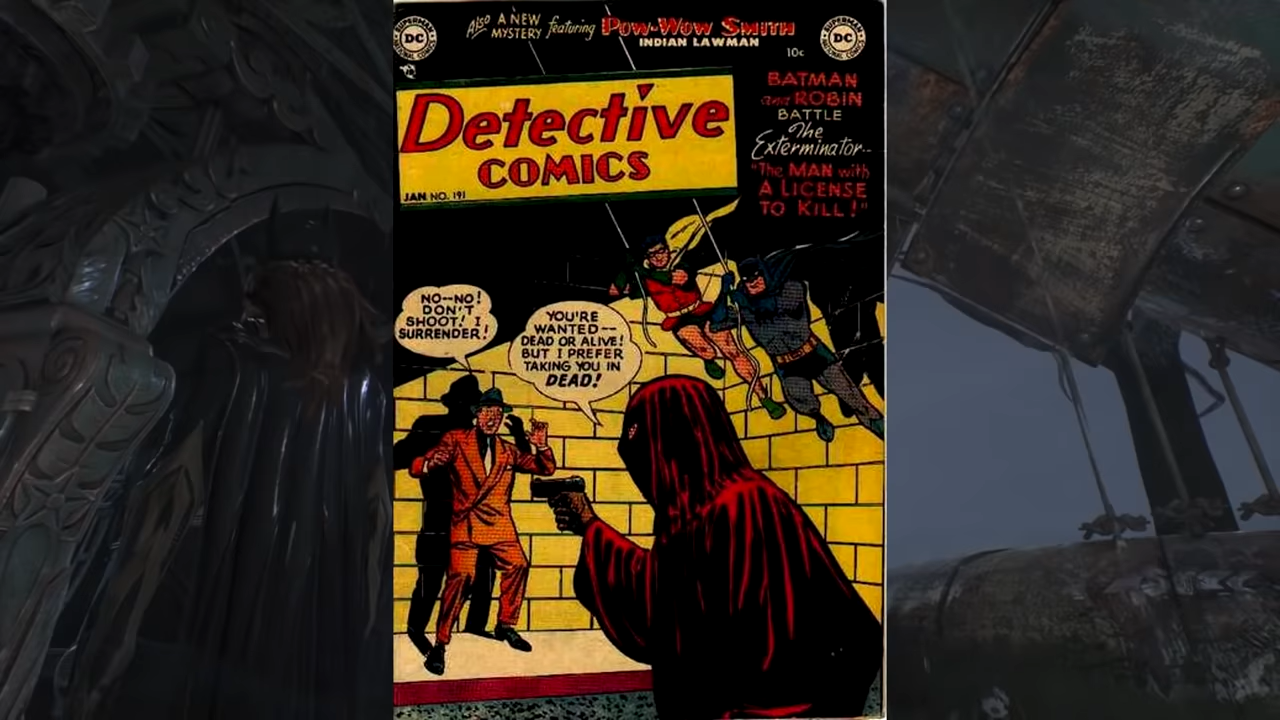 Also A NEW MYSTERY featuring POW-WOW SMITH
INDIAN LAWMAN
10¢
SUPERMAN
DC
NATIONAL COMICS
SUPERMAN
DC
NATIONAL COMICS
Detective
COMICS
JAN NO. 191
BATMAN
and ROBIN
BATTLE
The
Exterminator--
"The MAN with
A LICENSE
TO KILL!"
NO--NO!
DON'T
SHOOT! I
SURRENDER!
YOU'RE
WANTED--
DEAD OR ALIVE!
BUT I PREFER
TAKING YOU IN
DEAD!